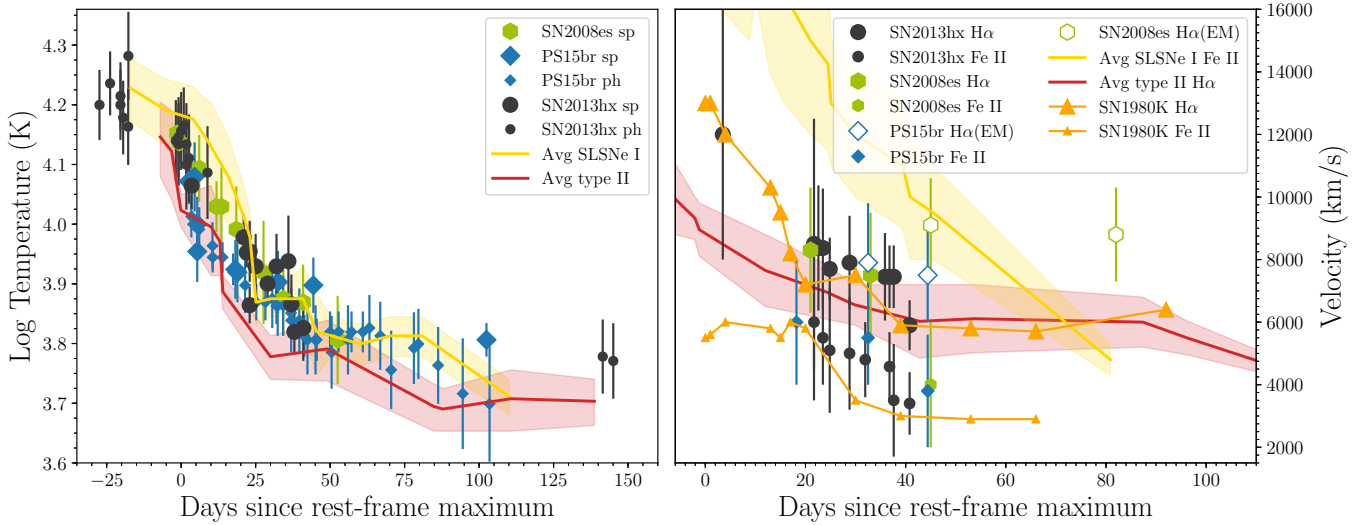 4.3
4.2
4.1
4.0
3.9
3.8
3.7
3.6
Log Temperature (K)
−25
0
25
50
75
100
125
150
Days since rest-frame maximum
SN2008es sp
PS15br sp
PS15br ph
SN2013hx sp
SN2013hx ph
Avg SLSNe I
Avg type II
SN2013hx Hα
SN2013hx Fe II
SN2008es Hα
SN2008es Fe II
PS15br Hα(EM)
PS15br Fe II
SN2008es Hα(EM)
Avg SLSNe I Fe II
Avg type II Hα
SN1980K Hα
SN1980K Fe II
16000
14000
12000
10000
8000
6000
4000
2000
Velocity (km/s)
0
20
40
60
80
100
Days since rest-frame maximum